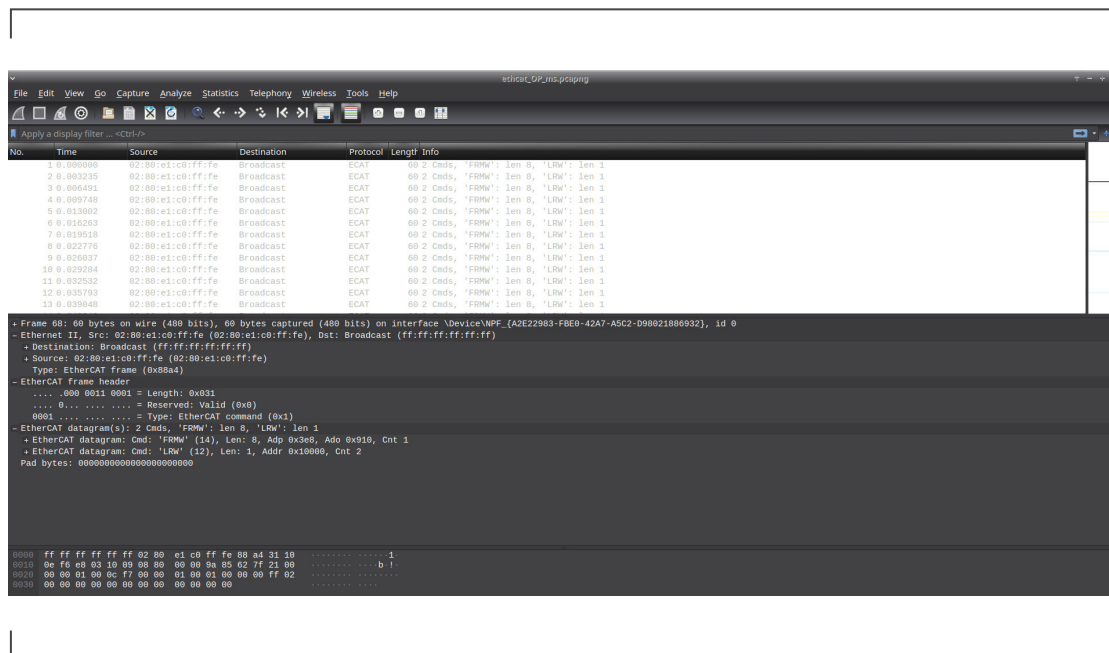 ethcat_OP_ms.pcapng
File Edit View Go Capture Analyze Statistics Telephony Wireless Tools Help
Apply a display filter ... <Ctrl-/>
No. Time Source Destination Protocol Length Info
1 0.000000 02:80:e1:c0:ff:fe Broadcast ECAT 60 2 Cmds, 'FRMW': len 8, 'LRW': len 1
2 0.003235 02:80:e1:c0:ff:fe Broadcast ECAT 60 2 Cmds, 'FRMW': len 8, 'LRW': len 1
3 0.006491 02:80:e1:c0:ff:fe Broadcast ECAT 60 2 Cmds, 'FRMW': len 8, 'LRW': len 1
4 0.009748 02:80:e1:c0:ff:fe Broadcast ECAT 60 2 Cmds, 'FRMW': len 8, 'LRW': len 1
5 0.013002 02:80:e1:c0:ff:fe Broadcast ECAT 60 2 Cmds, 'FRMW': len 8, 'LRW': len 1
6 0.016263 02:80:e1:c0:ff:fe Broadcast ECAT 60 2 Cmds, 'FRMW': len 8, 'LRW': len 1
7 0.019518 02:80:e1:c0:ff:fe Broadcast ECAT 60 2 Cmds, 'FRMW': len 8, 'LRW': len 1
8 0.022776 02:80:e1:c0:ff:fe Broadcast ECAT 60 2 Cmds, 'FRMW': len 8, 'LRW': len 1
9 0.026037 02:80:e1:c0:ff:fe Broadcast ECAT 60 2 Cmds, 'FRMW': len 8, 'LRW': len 1
10 0.029284 02:80:e1:c0:ff:fe Broadcast ECAT 60 2 Cmds, 'FRMW': len 8, 'LRW': len 1
11 0.032532 02:80:e1:c0:ff:fe Broadcast ECAT 60 2 Cmds, 'FRMW': len 8, 'LRW': len 1
12 0.035793 02:80:e1:c0:ff:fe Broadcast ECAT 60 2 Cmds, 'FRMW': len 8, 'LRW': len 1
13 0.039048 02:80:e1:c0:ff:fe Broadcast ECAT 60 2 Cmds, 'FRMW': len 8, 'LRW': len 1
+ Frame 68: 60 bytes on wire (480 bits), 60 bytes captured (480 bits) on interface \Device\NPF_{A2E22983-FBE0-42A7-A5C2-D98021886932}, id 0
– Ethernet II, Src: 02:80:e1:c0:ff:fe (02:80:e1:c0:ff:fe), Dst: Broadcast (ff:ff:ff:ff:ff:ff)
+ Destination: Broadcast (ff:ff:ff:ff:ff:ff)
+ Source: 02:80:e1:c0:ff:fe (02:80:e1:c0:ff:fe)
Type: EtherCAT frame (0x88a4)
– EtherCAT frame header
.... .000 0011 0001 = Length: 0x031
.... 0... .... .... = Reserved: Valid (0x0)
0001 .... .... .... = Type: EtherCAT command (0x1)
– EtherCAT datagram(s): 2 Cmds, 'FRMW': len 8, 'LRW': len 1
+ EtherCAT datagram: Cmd: 'FRMW' (14), Len: 8, Adp 0x3e8, Ado 0x910, Cnt 1
+ EtherCAT datagram: Cmd: 'LRW' (12), Len: 1, Addr 0x10000, Cnt 2
Pad bytes: 0000000000000000000000
0000 ff ff ff ff ff ff 02 80 e1 c0 ff fe 88 a4 31 10 ········ ······1·
0010 0e f6 e8 03 10 09 08 80 00 00 9a 85 62 7f 21 00 ········ ····b·!·
0020 00 00 01 00 0c f7 00 00 01 00 01 00 00 00 ff 02 ········ ········
0030 00 00 00 00 00 00 00 00 00 00 00 00 ········ ····